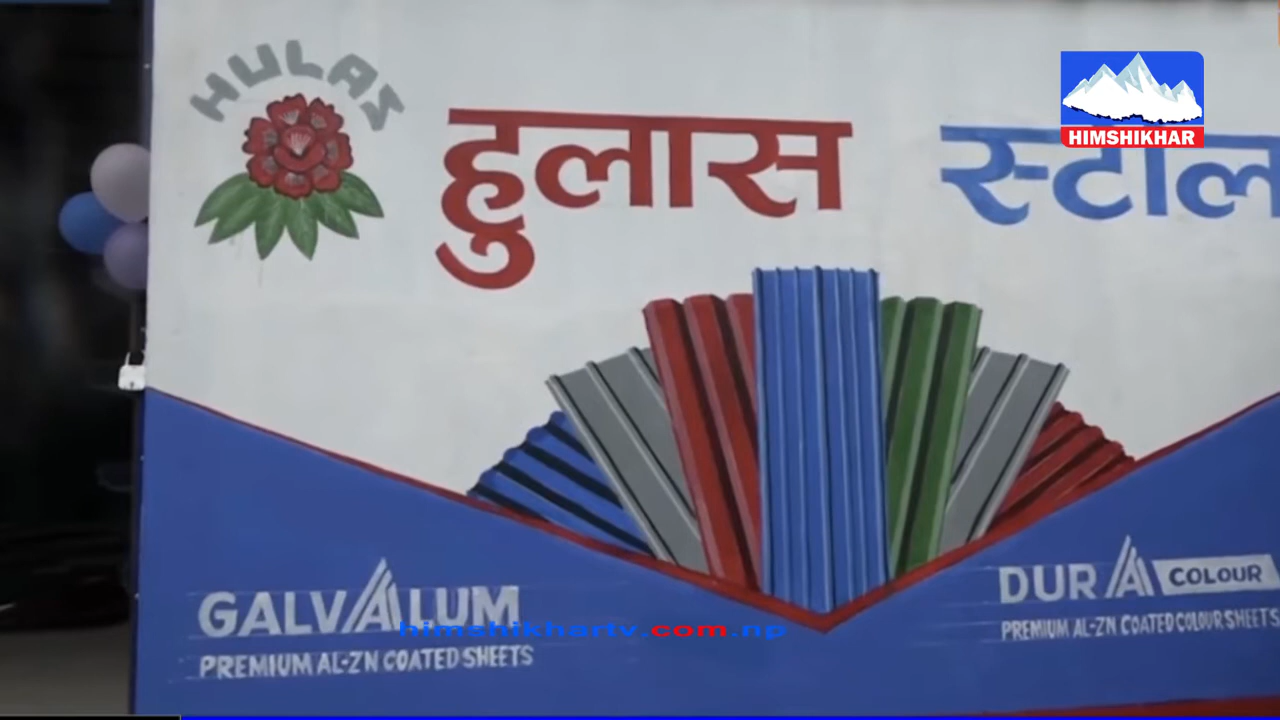 HULAS
हुलास स्टील
HIMSHIKHAR
GALVALUM
PREMIUM AL-ZN COATED SHEETS
DURA COLOUR
PREMIUM AL-ZN COATED COLOUR SHEETS
himshikhartv.com.np